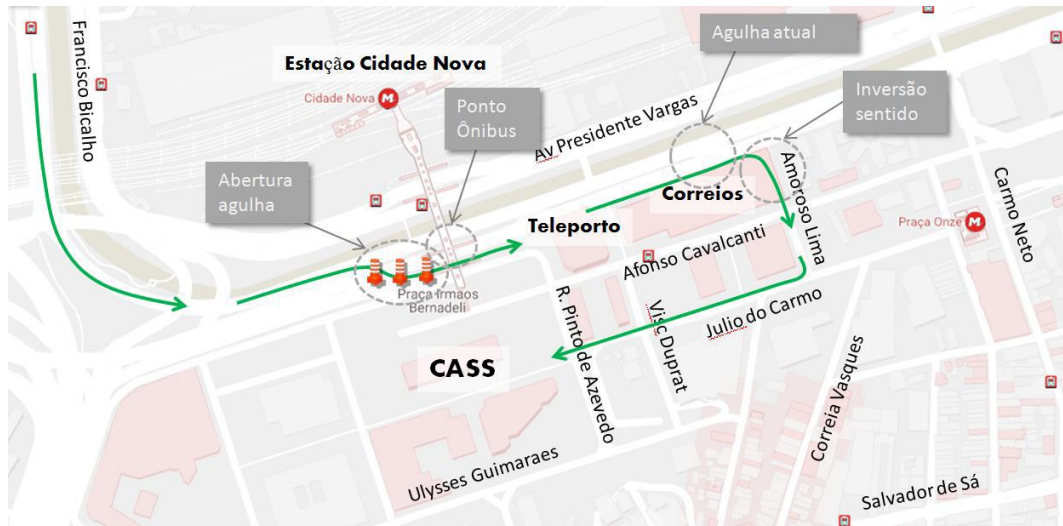 Francisco Bicalho
Estação Cidade Nova
Cidade Nova
M
Ponto
Ônibus
Agulha atual
Inversão
sentido
Av Presidente Vargas
Abertura
agulha
Teleporto
Correios
Amoroso Lima
Praça Onze
M
Carmo Neto
Afonso Cavalcanti
Praça Irmaos
Bernadeli
R. Pinto de Azevedo
Visc Duprat
Julio do Carmo
CASS
Correia Vasques
Ulysses Guimaraes
Salvador de Sá